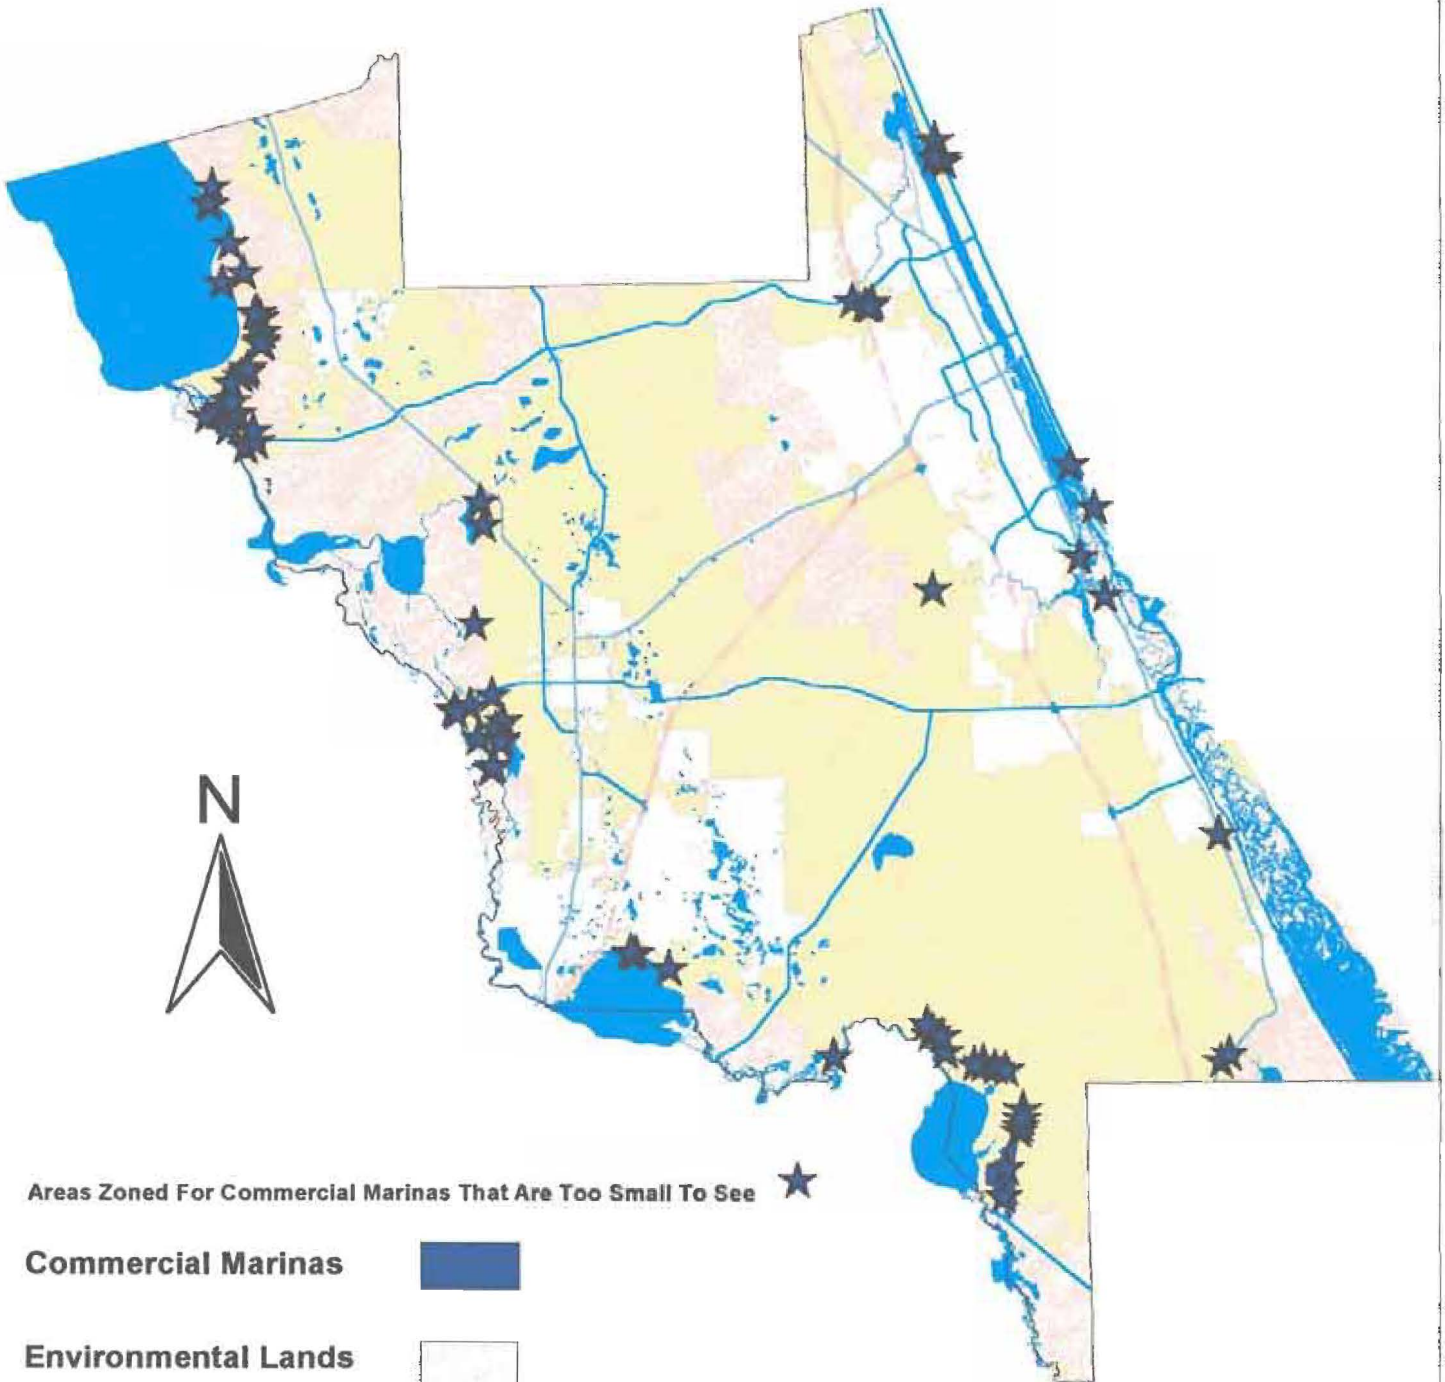 N
Areas Zoned For Commercial Marinas That Are Too Small To See
Commercial Marinas
Environmental Lands